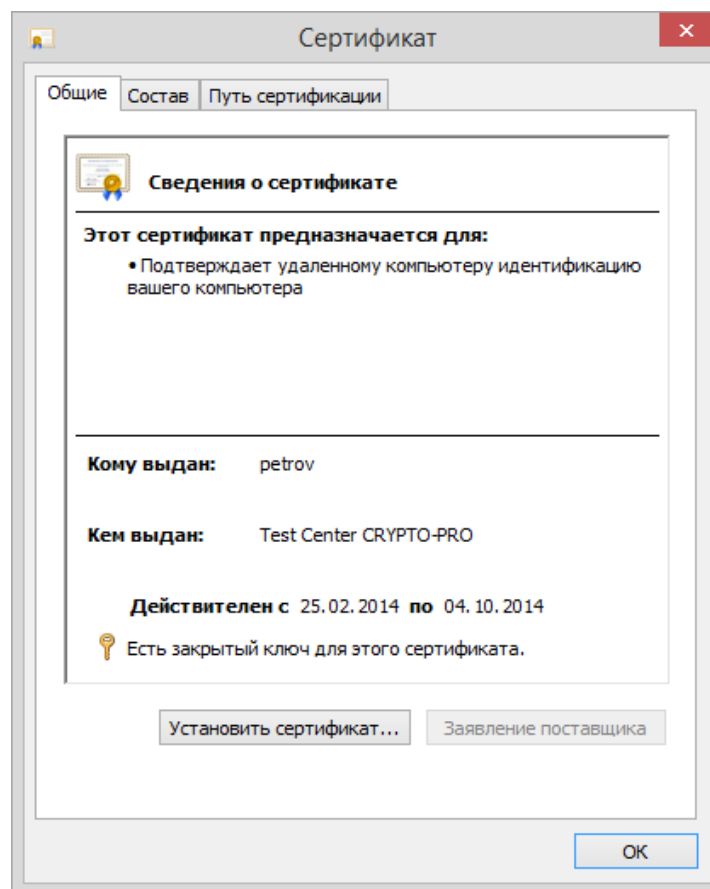 Сертификат
Общие Состав Путь сертификации
Сведения о сертификате
Этот сертификат предназначается для:
• Подтверждает удаленному компьютеру идентификацию
вашего компьютера
Кому выдан: petrov
Кем выдан: Test Center CRYPTO-PRO
Действителен с 25.02.2014 по 04.10.2014
Есть закрытый ключ для этого сертификата.
Установить сертификат... Заявление поставщика
ОК